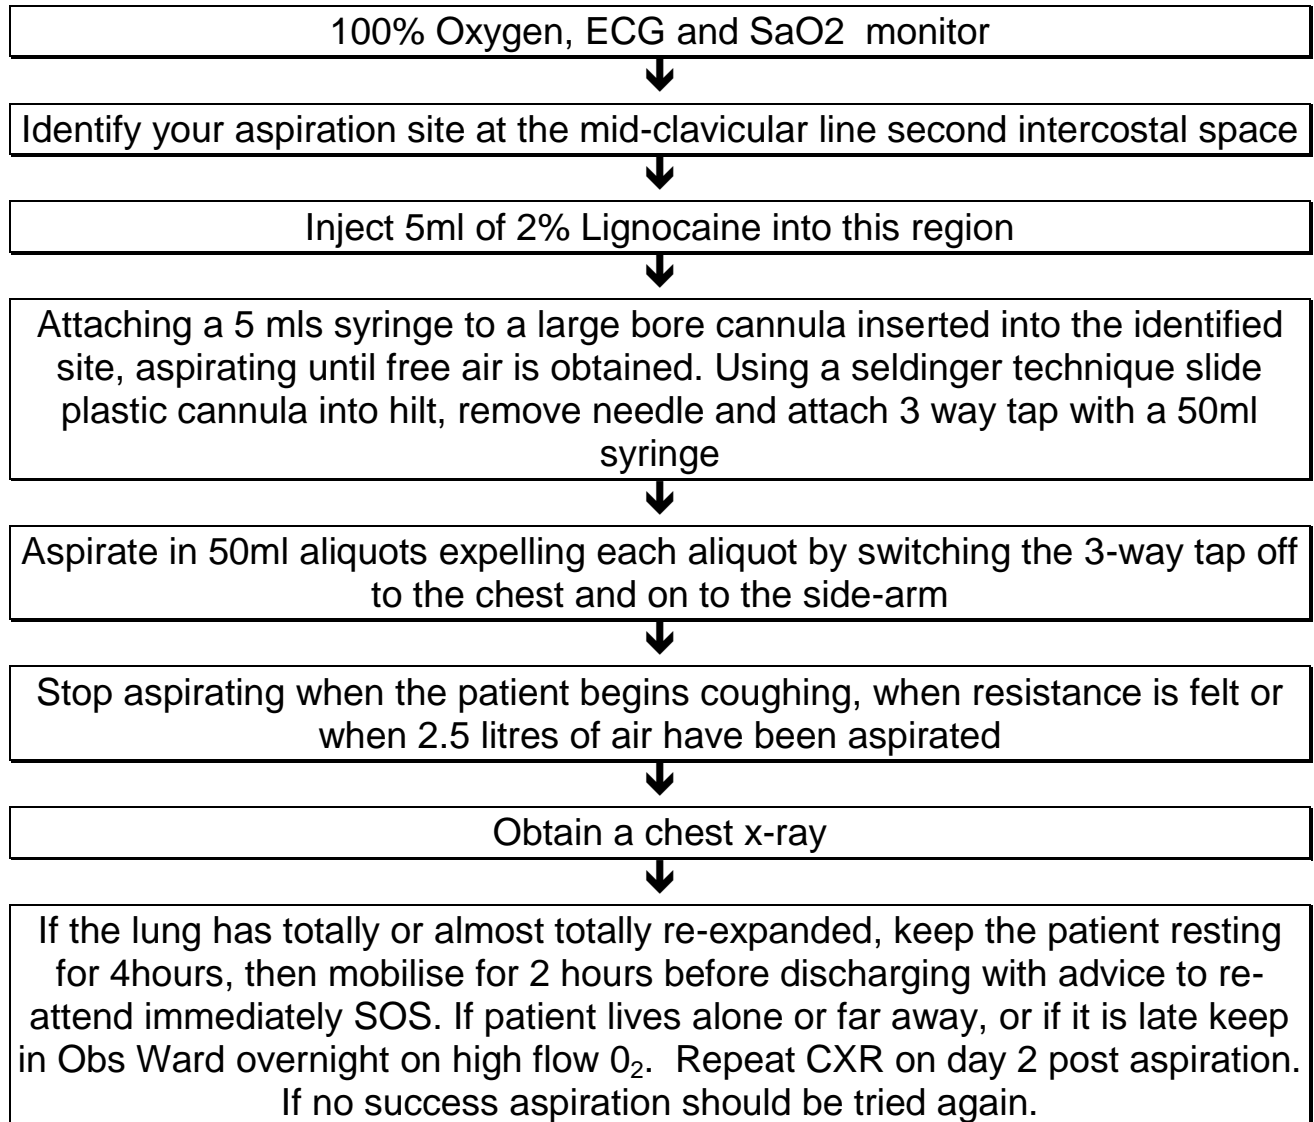 100% Oxygen, ECG and SaO2 monitor
Identify your aspiration site at the mid-clavicular line second intercostal space
Inject 5ml of 2% Lignocaine into this region
Attaching a 5 mls syringe to a large bore cannula inserted into the identified
site, aspirating until free air is obtained. Using a seldinger technique slide
plastic cannula into hilt, remove needle and attach 3 way tap with a 50ml
syringe
Aspirate in 50ml aliquots expelling each aliquot by switching the 3-way tap off
to the chest and on to the side-arm
Stop aspirating when the patient begins coughing, when resistance is felt or
when 2.5 litres of air have been aspirated
Obtain a chest x-ray
If the lung has totally or almost totally re-expanded, keep the patient resting
for 4hours, then mobilise for 2 hours before discharging with advice to re-
attend immediately SOS. If patient lives alone or far away, or if it is late keep
in Obs Ward overnight on high flow 0₂. Repeat CXR on day 2 post aspiration.
If no success aspiration should be tried again.